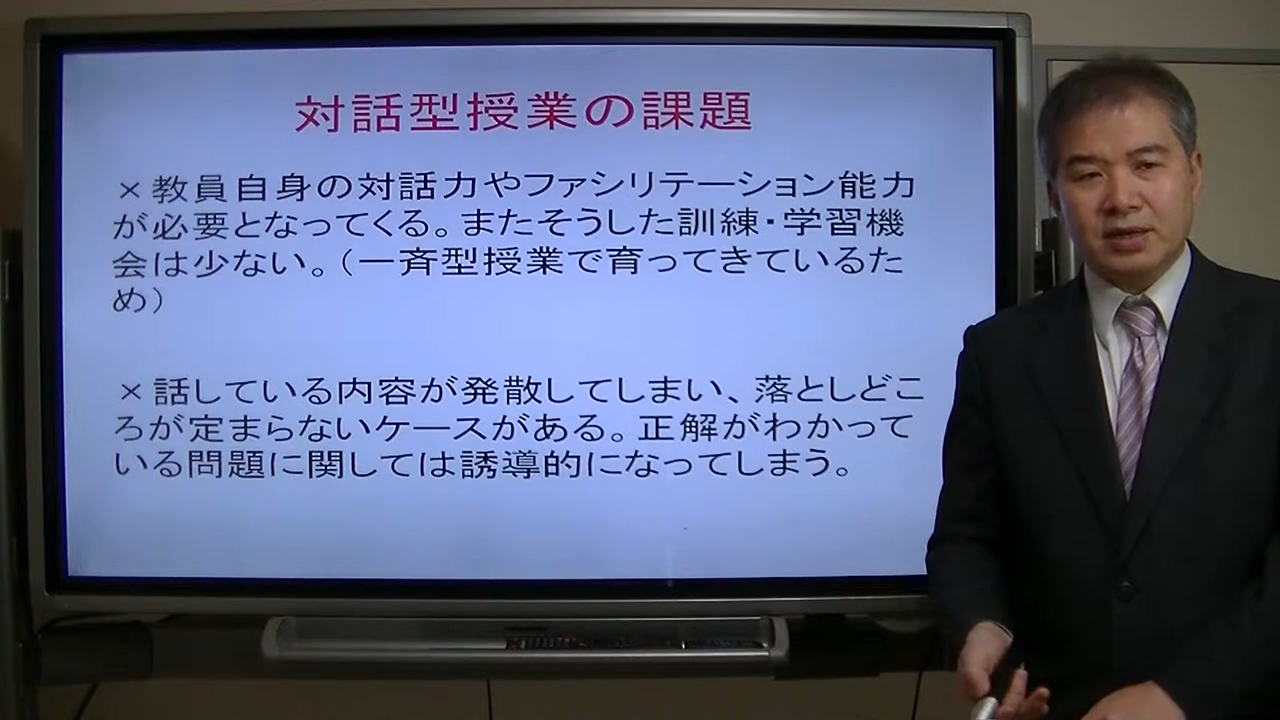 対話型授業の課題
×教員自身の対話力やファシリテーション能力
が必要となってくる。またそうした訓練・学習機
会は少ない。（一斉型授業で育ってきているた
め）
×話している内容が発散してしまい、落としどこ
ろが定まらないケースがある。正解がわかって
いる問題に関しては誘導的になってしまう。